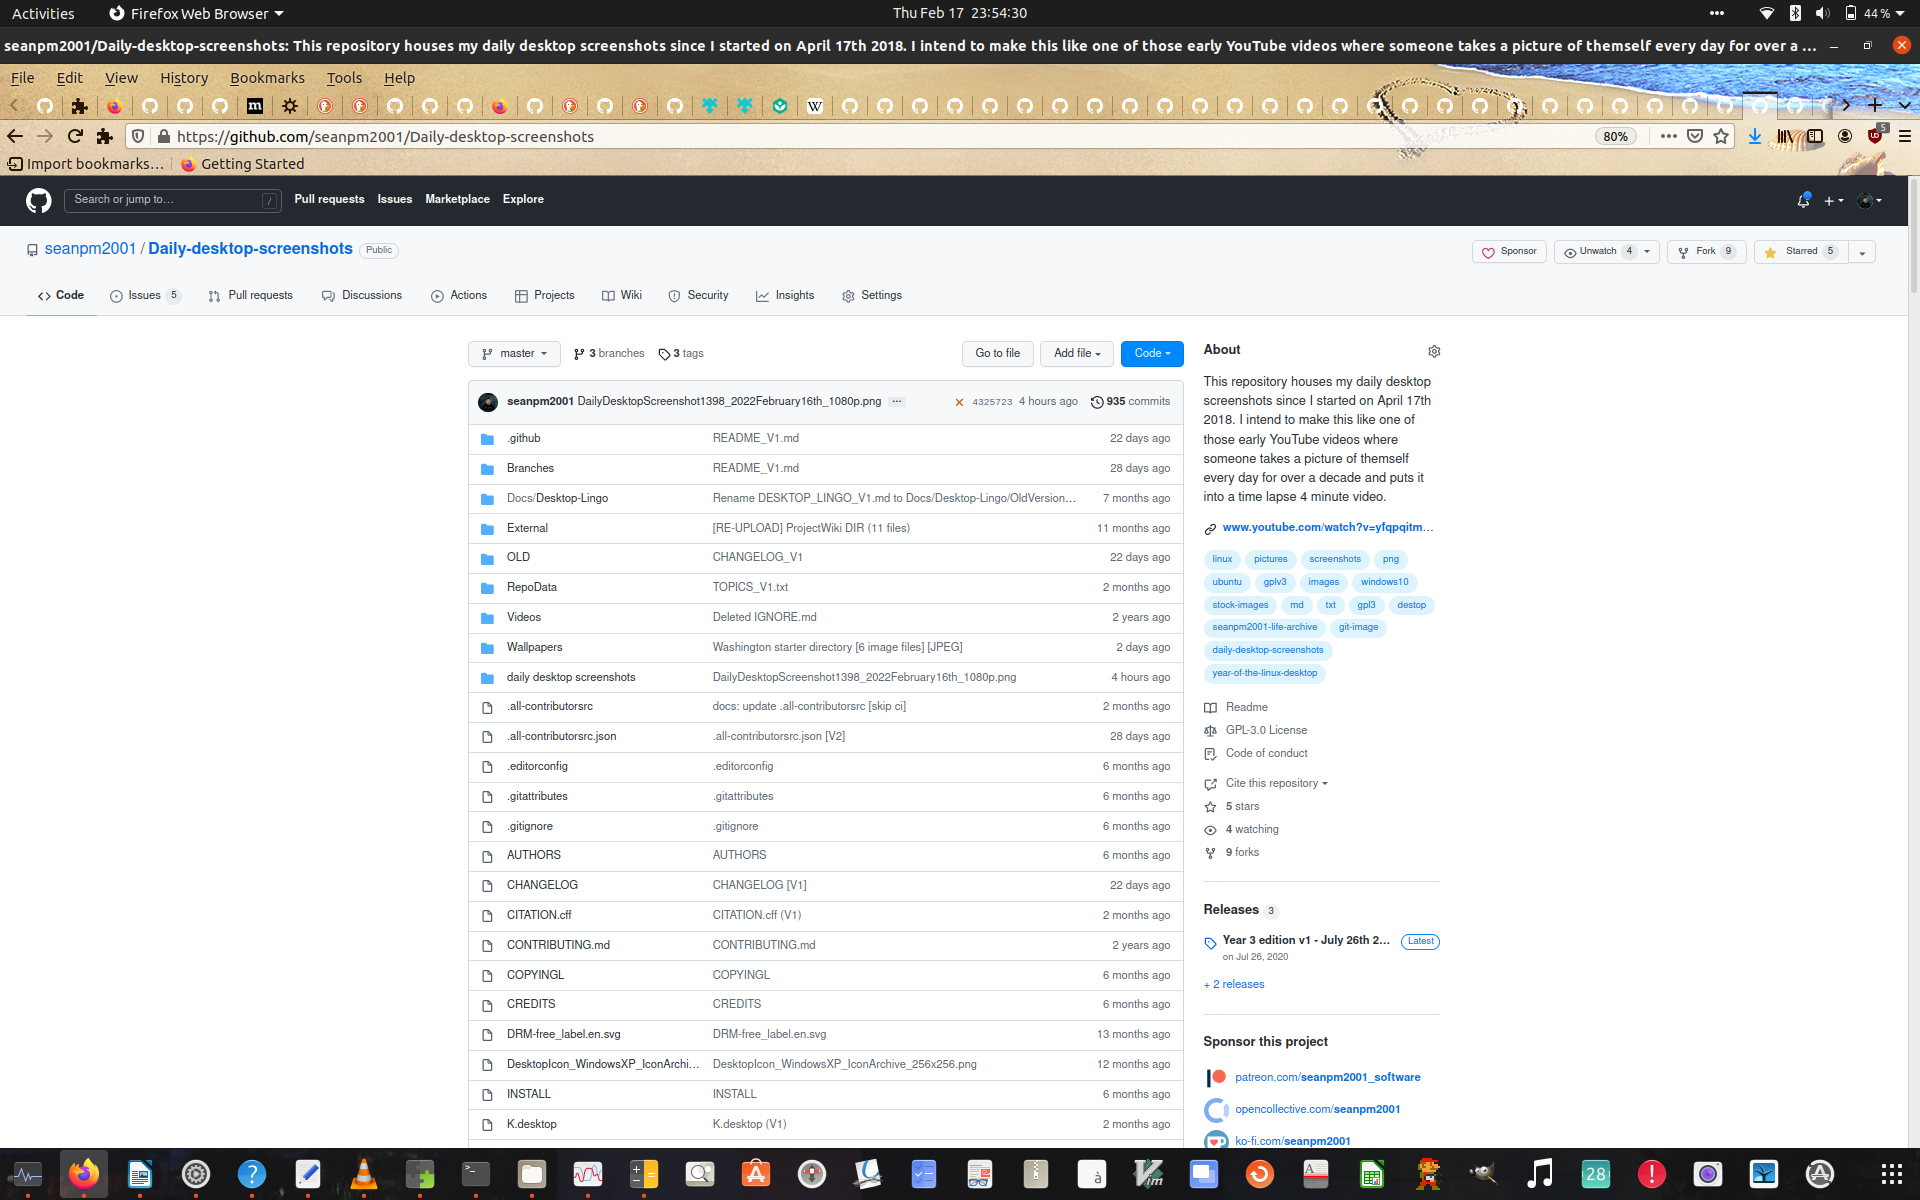 Activities
Firefox Web Browser
Thu Feb 17  23:54:30
44 %
seanpm2001/Daily-desktop-screenshots: This repository houses my daily desktop screenshots since I started on April 17th 2018. I intend to make this like one of those early YouTube videos where someone takes a picture of themself every day for over a ...
File Edit View History Bookmarks Tools Help
https://github.com/seanpm2001/Daily-desktop-screenshots
80%
5
Import bookmarks... Getting Started
Search or jump to... /
Pull requests Issues Marketplace Explore
seanpm2001 / Daily-desktop-screenshots Public
Sponsor Unwatch 4 Fork 9 Starred 5
Code Issues 5 Pull requests Discussions Actions Projects Wiki Security Insights Settings
master 3 branches 3 tags Go to file Add file Code
seanpm2001 DailyDesktopScreenshot1398_2022February16th_1080p.png ... 4325723 4 hours ago 935 commits
.github README_V1.md 22 days ago
Branches README_V1.md 28 days ago
Docs/Desktop-Lingo Rename DESKTOP_LINGO_V1.md to Docs/Desktop-Lingo/OldVersion... 7 months ago
External [RE-UPLOAD] ProjectWiki DIR (11 files) 11 months ago
OLD CHANGELOG_V1 22 days ago
RepoData TOPICS_V1.txt 2 months ago
Videos Deleted IGNORE.md 2 years ago
Wallpapers Washington starter directory [6 image files] [JPEG] 2 days ago
daily desktop screenshots DailyDesktopScreenshot1398_2022February16th_1080p.png 4 hours ago
.all-contributorsrc docs: update .all-contributorsrc [skip ci] 2 months ago
.all-contributorsrc.json .all-contributorsrc.json [V2] 28 days ago
.editorconfig .editorconfig 6 months ago
.gitattributes .gitattributes 6 months ago
.gitignore .gitignore 6 months ago
AUTHORS AUTHORS 6 months ago
CHANGELOG CHANGELOG [V1] 22 days ago
CITATION.cff CITATION.cff (V1) 2 months ago
CONTRIBUTING.md CONTRIBUTING.md 2 years ago
COPYINGL COPYINGL 6 months ago
CREDITS CREDITS 6 months ago
DRM-free_label.en.svg DRM-free_label.en.svg 13 months ago
DesktopIcon_WindowsXP_IconArchi... DesktopIcon_WindowsXP_IconArchive_256x256.png 12 months ago
INSTALL INSTALL 6 months ago
K.desktop K.desktop (V1) 2 months ago
About
This repository houses my daily desktop
screenshots since I started on April 17th
2018. I intend to make this like one of
those early YouTube videos where
someone takes a picture of themself
every day for over a decade and puts it
into a time lapse 4 minute video.
www.youtube.com/watch?v=yfqpqitm...
linux pictures screenshots png
ubuntu gplv3 images windows10
stock-images md txt gpl3 destop
seanpm2001-life-archive git-image
daily-desktop-screenshots
year-of-the-linux-desktop
Readme
GPL-3.0 License
Code of conduct
Cite this repository
5 stars
4 watching
9 forks
Releases 3
Year 3 edition v1 - July 26th 2... Latest
on Jul 26, 2020
+ 2 releases
Sponsor this project
patreon.com/seanpm2001_software
opencollective.com/seanpm2001
ko-fi.com/seanpm2001
28